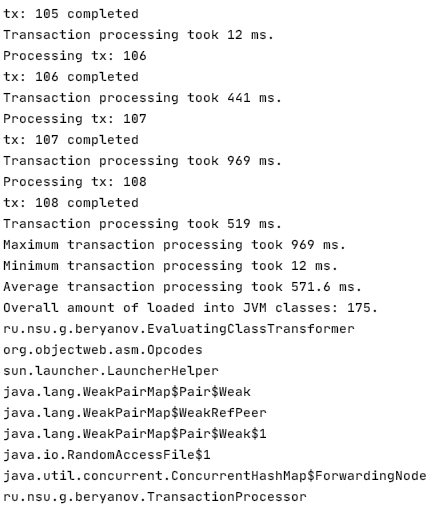 tx: 105 completed
Transaction processing took 12 ms.
Processing tx: 106
tx: 106 completed
Transaction processing took 441 ms.
Processing tx: 107
tx: 107 completed
Transaction processing took 969 ms.
Processing tx: 108
tx: 108 completed
Transaction processing took 519 ms.
Maximum transaction processing took 969 ms.
Minimum transaction processing took 12 ms.
Average transaction processing took 571.6 ms.
Overall amount of loaded into JVM classes: 175.
ru.nsu.g.beryanov.EvaluatingClassTransformer
org.objectweb.asm.Opcodes
sun.launcher.LauncherHelper
java.lang.WeakPairMap$Pair$Weak
java.lang.WeakPairMap$WeakRefPeer
java.lang.WeakPairMap$Pair$Weak$1
java.io.RandomAccessFile$1
java.util.concurrent.ConcurrentHashMap$ForwardingNode
ru.nsu.g.beryanov.TransactionProcessor